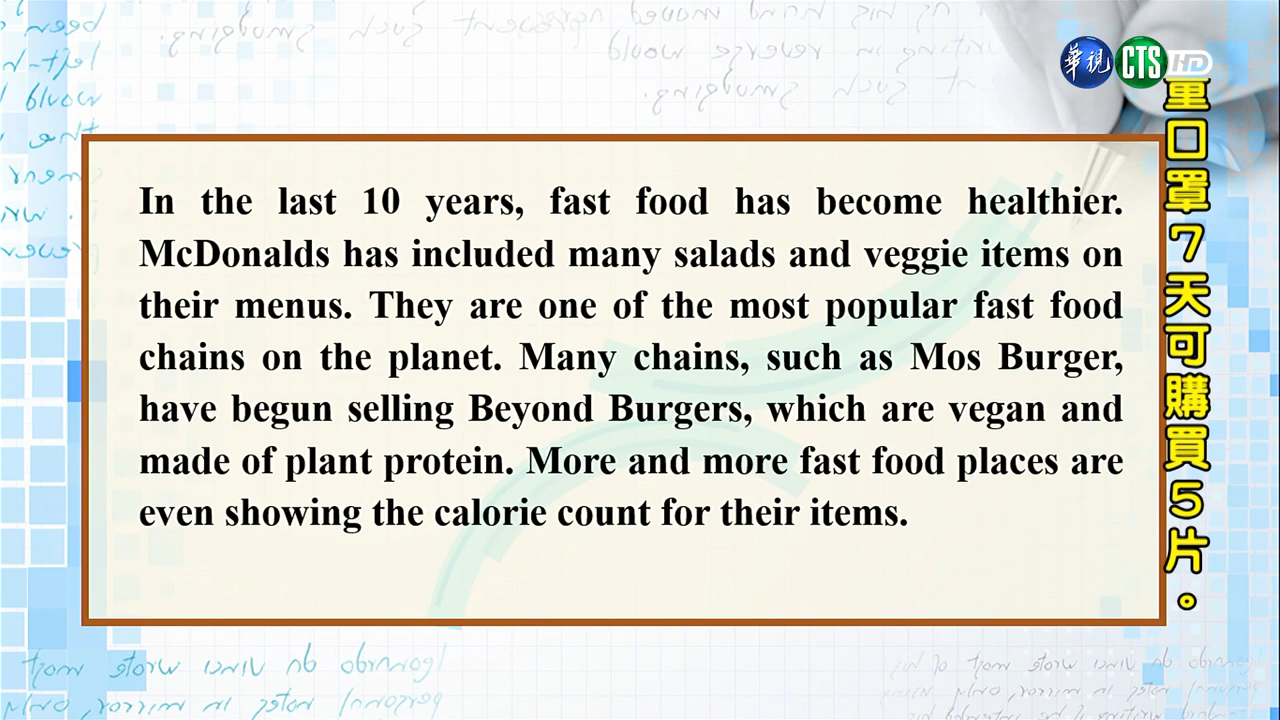 華視 CTS HD
In the last 10 years, fast food has become healthier.
McDonalds has included many salads and veggie items on
their menus. They are one of the most popular fast food
chains on the planet. Many chains, such as Mos Burger,
have begun selling Beyond Burgers, which are vegan and
made of plant protein. More and more fast food places are
even showing the calorie count for their items.
童口罩7天可購買5片。